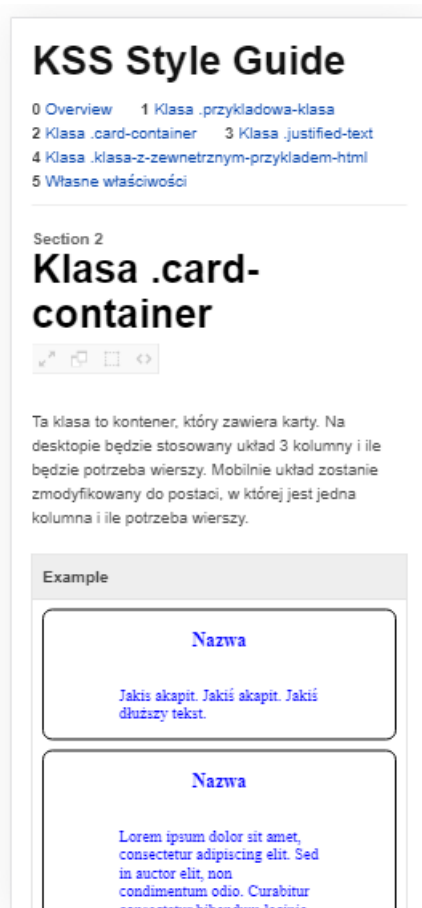 KSS Style Guide
0 Overview 1 Klasa .przykladowa-klasa
2 Klasa .card-container 3 Klasa .justified-text
4 Klasa .klasa-z-zewnetrznym-przykladem-html
5 Własne właściwości
Section 2
Klasa .card-
container
Ta klasa to kontener, który zawiera karty. Na
desktopie będzie stosowany układ 3 kolumny i ile
będzie potrzeba wierszy. Mobilnie układ zostanie
zmodyfikowany do postaci, w której jest jedna
kolumna i ile potrzeba wierszy.
Example
Nazwa
Jakis akapit. Jakiś akapit. Jakiś
dłuższy tekst.
Nazwa
Lorem ipsum dolor sit amet,
consectetur adipiscing elit. Sed
in auctor elit, non
condimentum odio. Curabitur